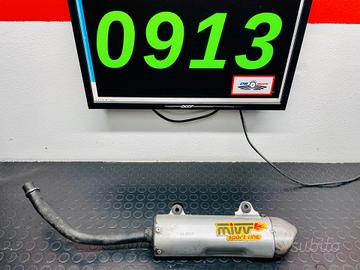 0913
acer
mivv
sport line
subito